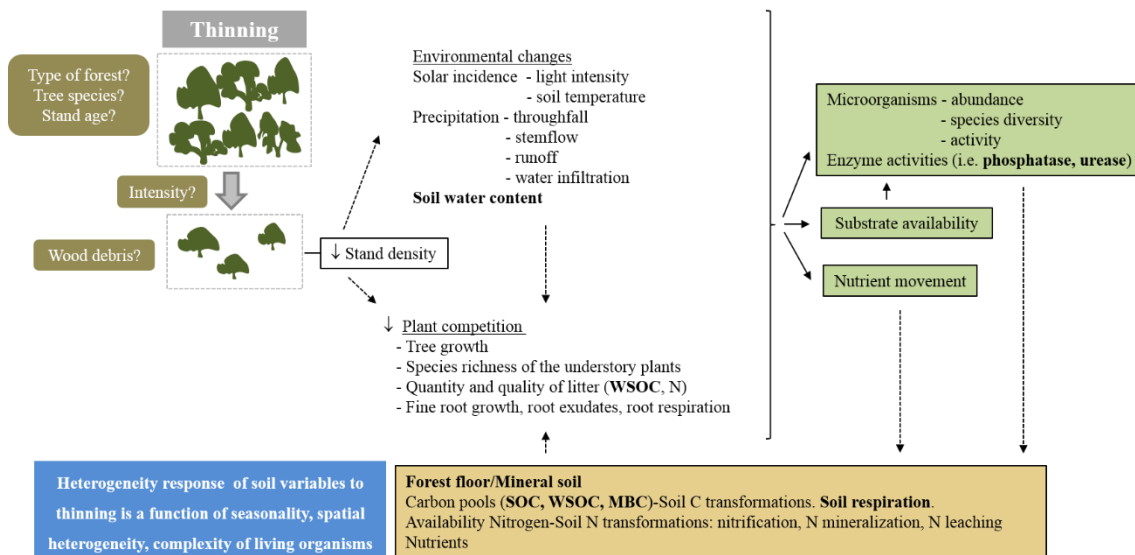 Thinning
Type of forest?
Tree species?
Stand age?
Intensity?
Wood debris?
↓ Stand density
Environmental changes
Solar incidence - light intensity
- soil temperature
Precipitation - throughfall
- stemflow
- runoff
- water infiltration
Soil water content
↓ Plant competition
- Tree growth
- Species richness of the understory plants
- Quantity and quality of litter (WSOC, N)
- Fine root growth, root exudates, root respiration
Microorganisms - abundance
- species diversity
- activity
Enzyme activities (i.e. phosphatase, urease)
Substrate availability
Nutrient movement
Heterogeneity response of soil variables to
thinning is a function of seasonality, spatial
heterogeneity, complexity of living organisms
Forest floor/Mineral soil
Carbon pools (SOC, WSOC, MBC)-Soil C transformations. Soil respiration.
Availability Nitrogen-Soil N transformations: nitrification, N mineralization, N leaching
Nutrients